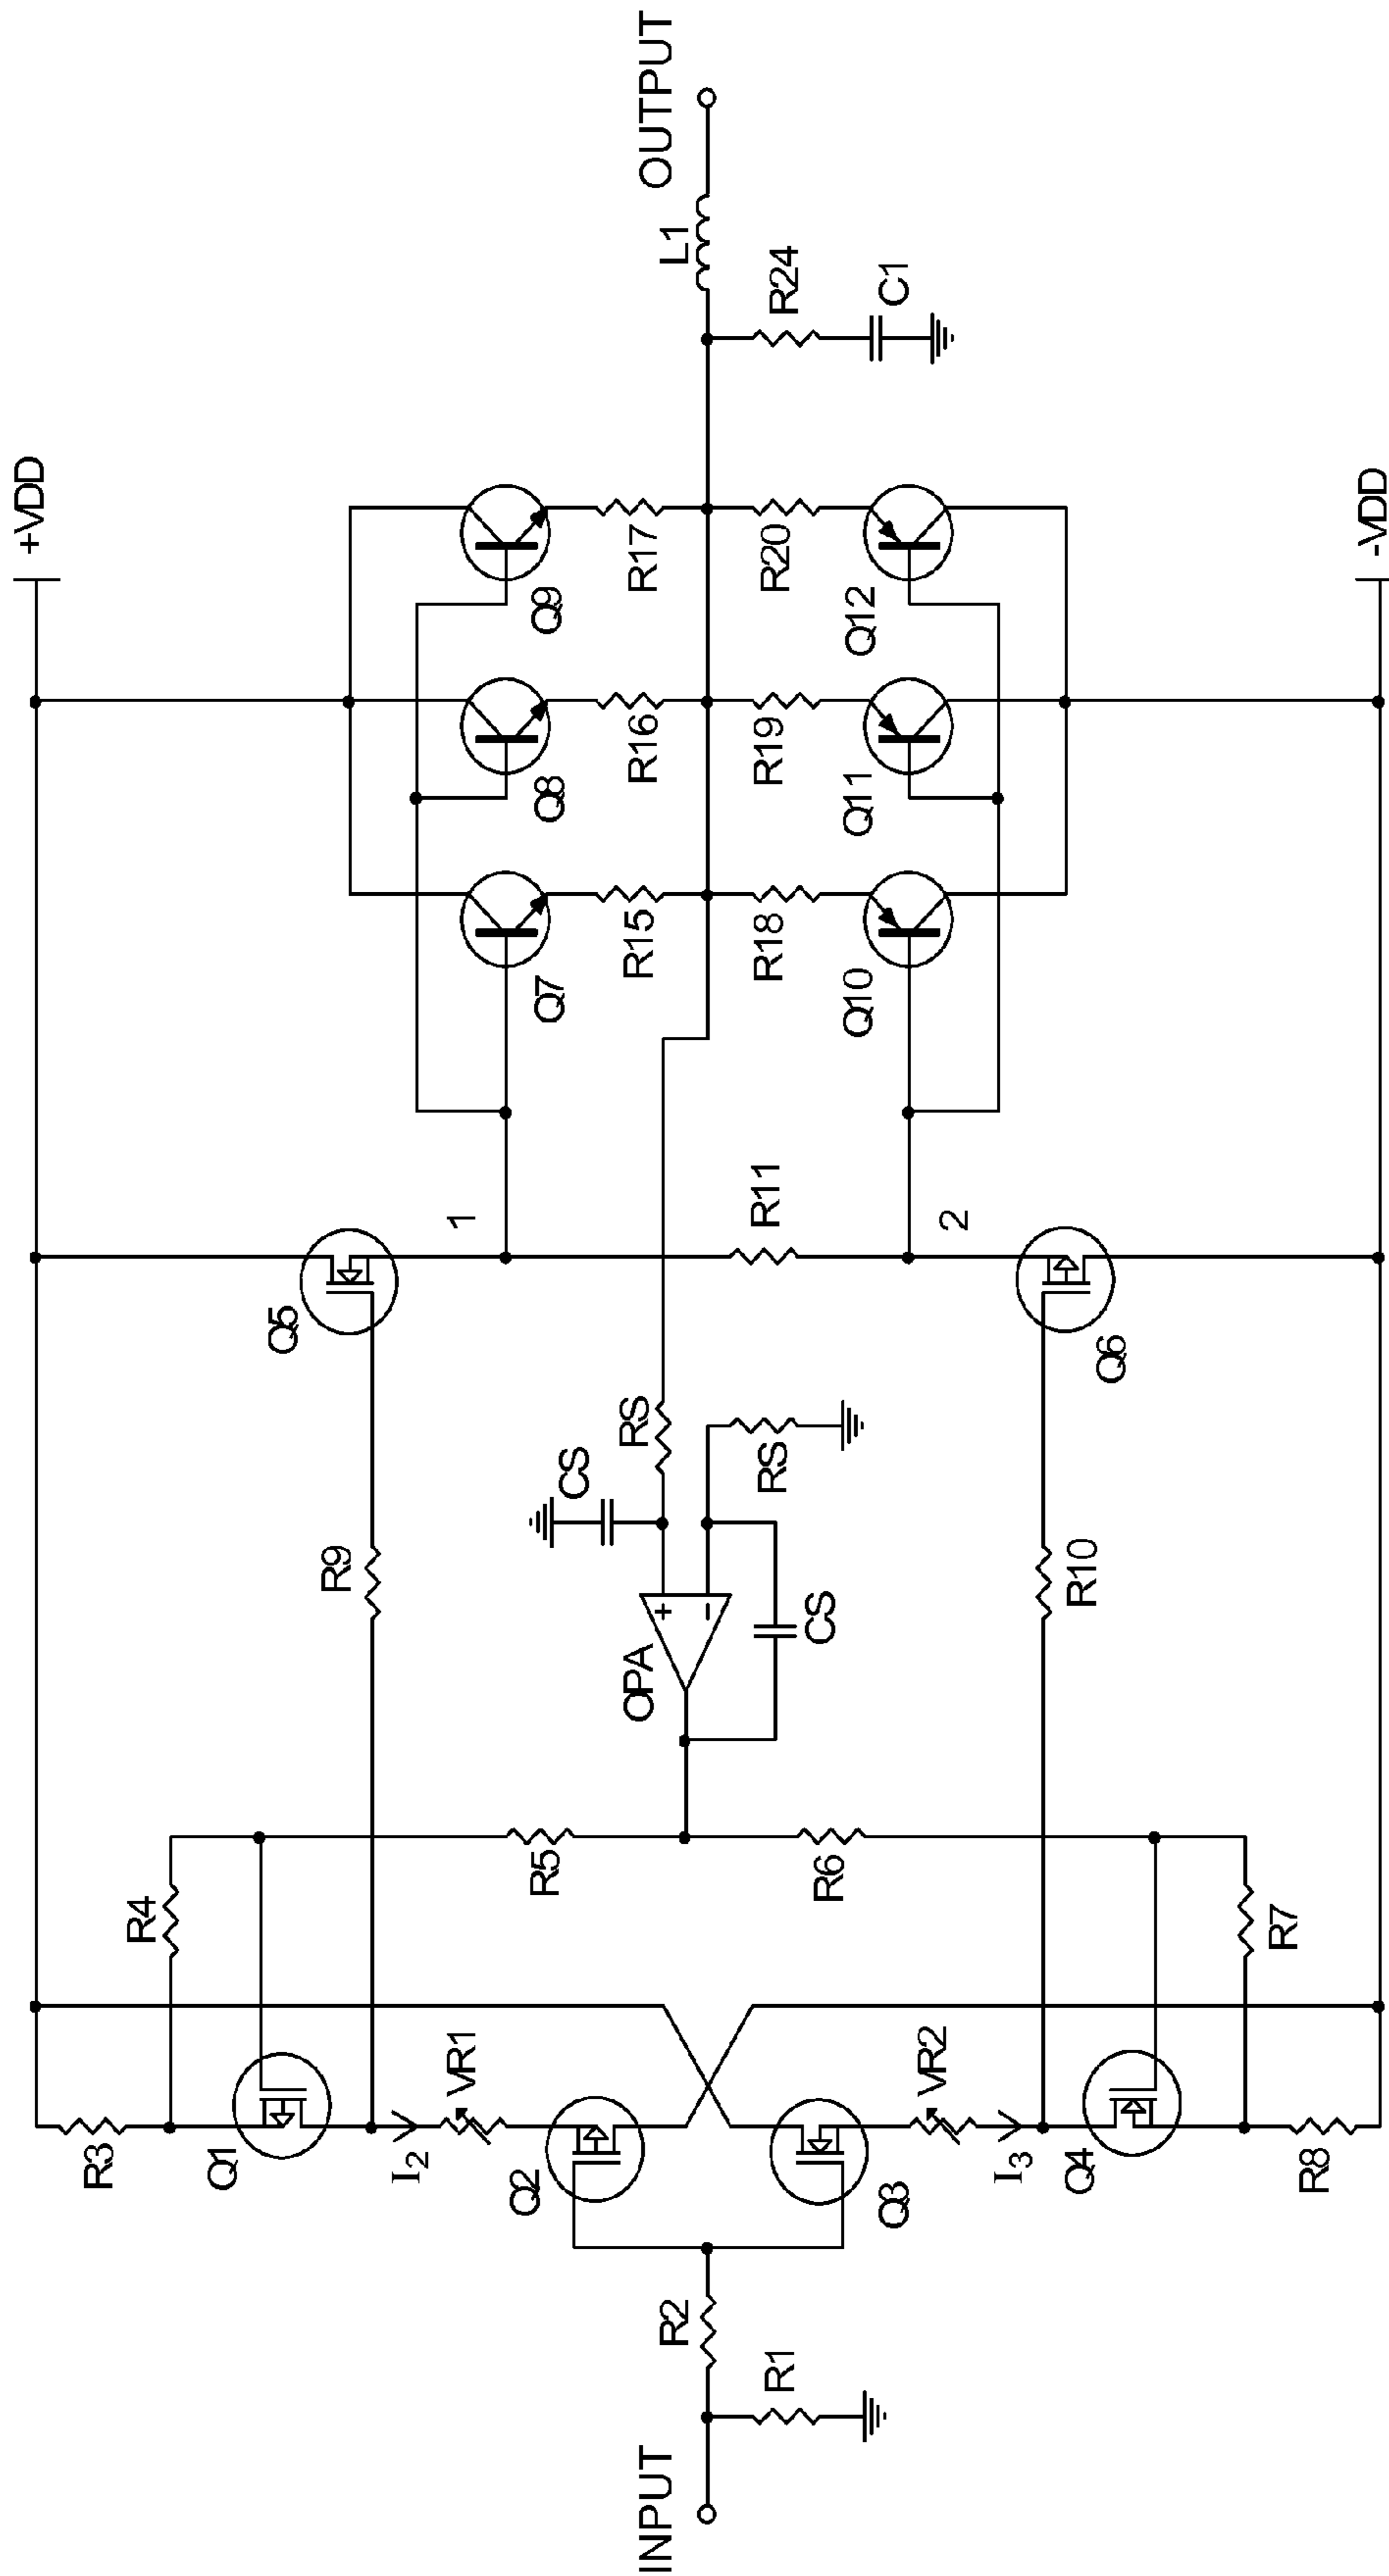 +VDD
R3
R4
Q1
I2
VR1
Q2
INPUT
R2
R1
Q3
VR2
I3
Q4
R8
R7
R5
R6
OPA
+
−
CS
CS
RS
RS
R9
R10
Q5
1
R11
2
Q6
Q7
Q8
Q9
R15
R16
R17
R18
R19
R20
Q10
Q11
Q12
L1
OUTPUT
R24
C1
-VDD